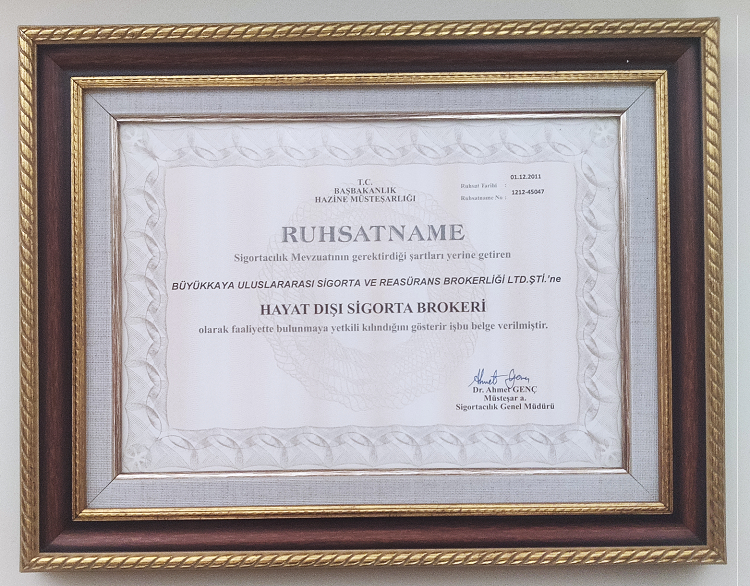 T.C.
BAŞBAKANLIK
HAZİNE MÜSTEŞARLIĞI
Ruhsat Tarihi : 01.12.2011
Ruhsatname No : 1212-45047
RUHSATNAME
Sigortacılık Mevzuatının gerektirdiği şartları yerine getiren
BÜYÜKKAYA ULUSLARARASI SİGORTA VE REASÜRANS BROKERLİĞİ LTD.ŞTİ.'ne
HAYAT DIŞI SİGORTA BROKERİ
olarak faaliyette bulunmaya yetkili kılındığını gösterir işbu belge verilmiştir.
Ahmet Genç
Dr. Ahmet GENÇ
Müsteşar a.
Sigortacılık Genel Müdürü